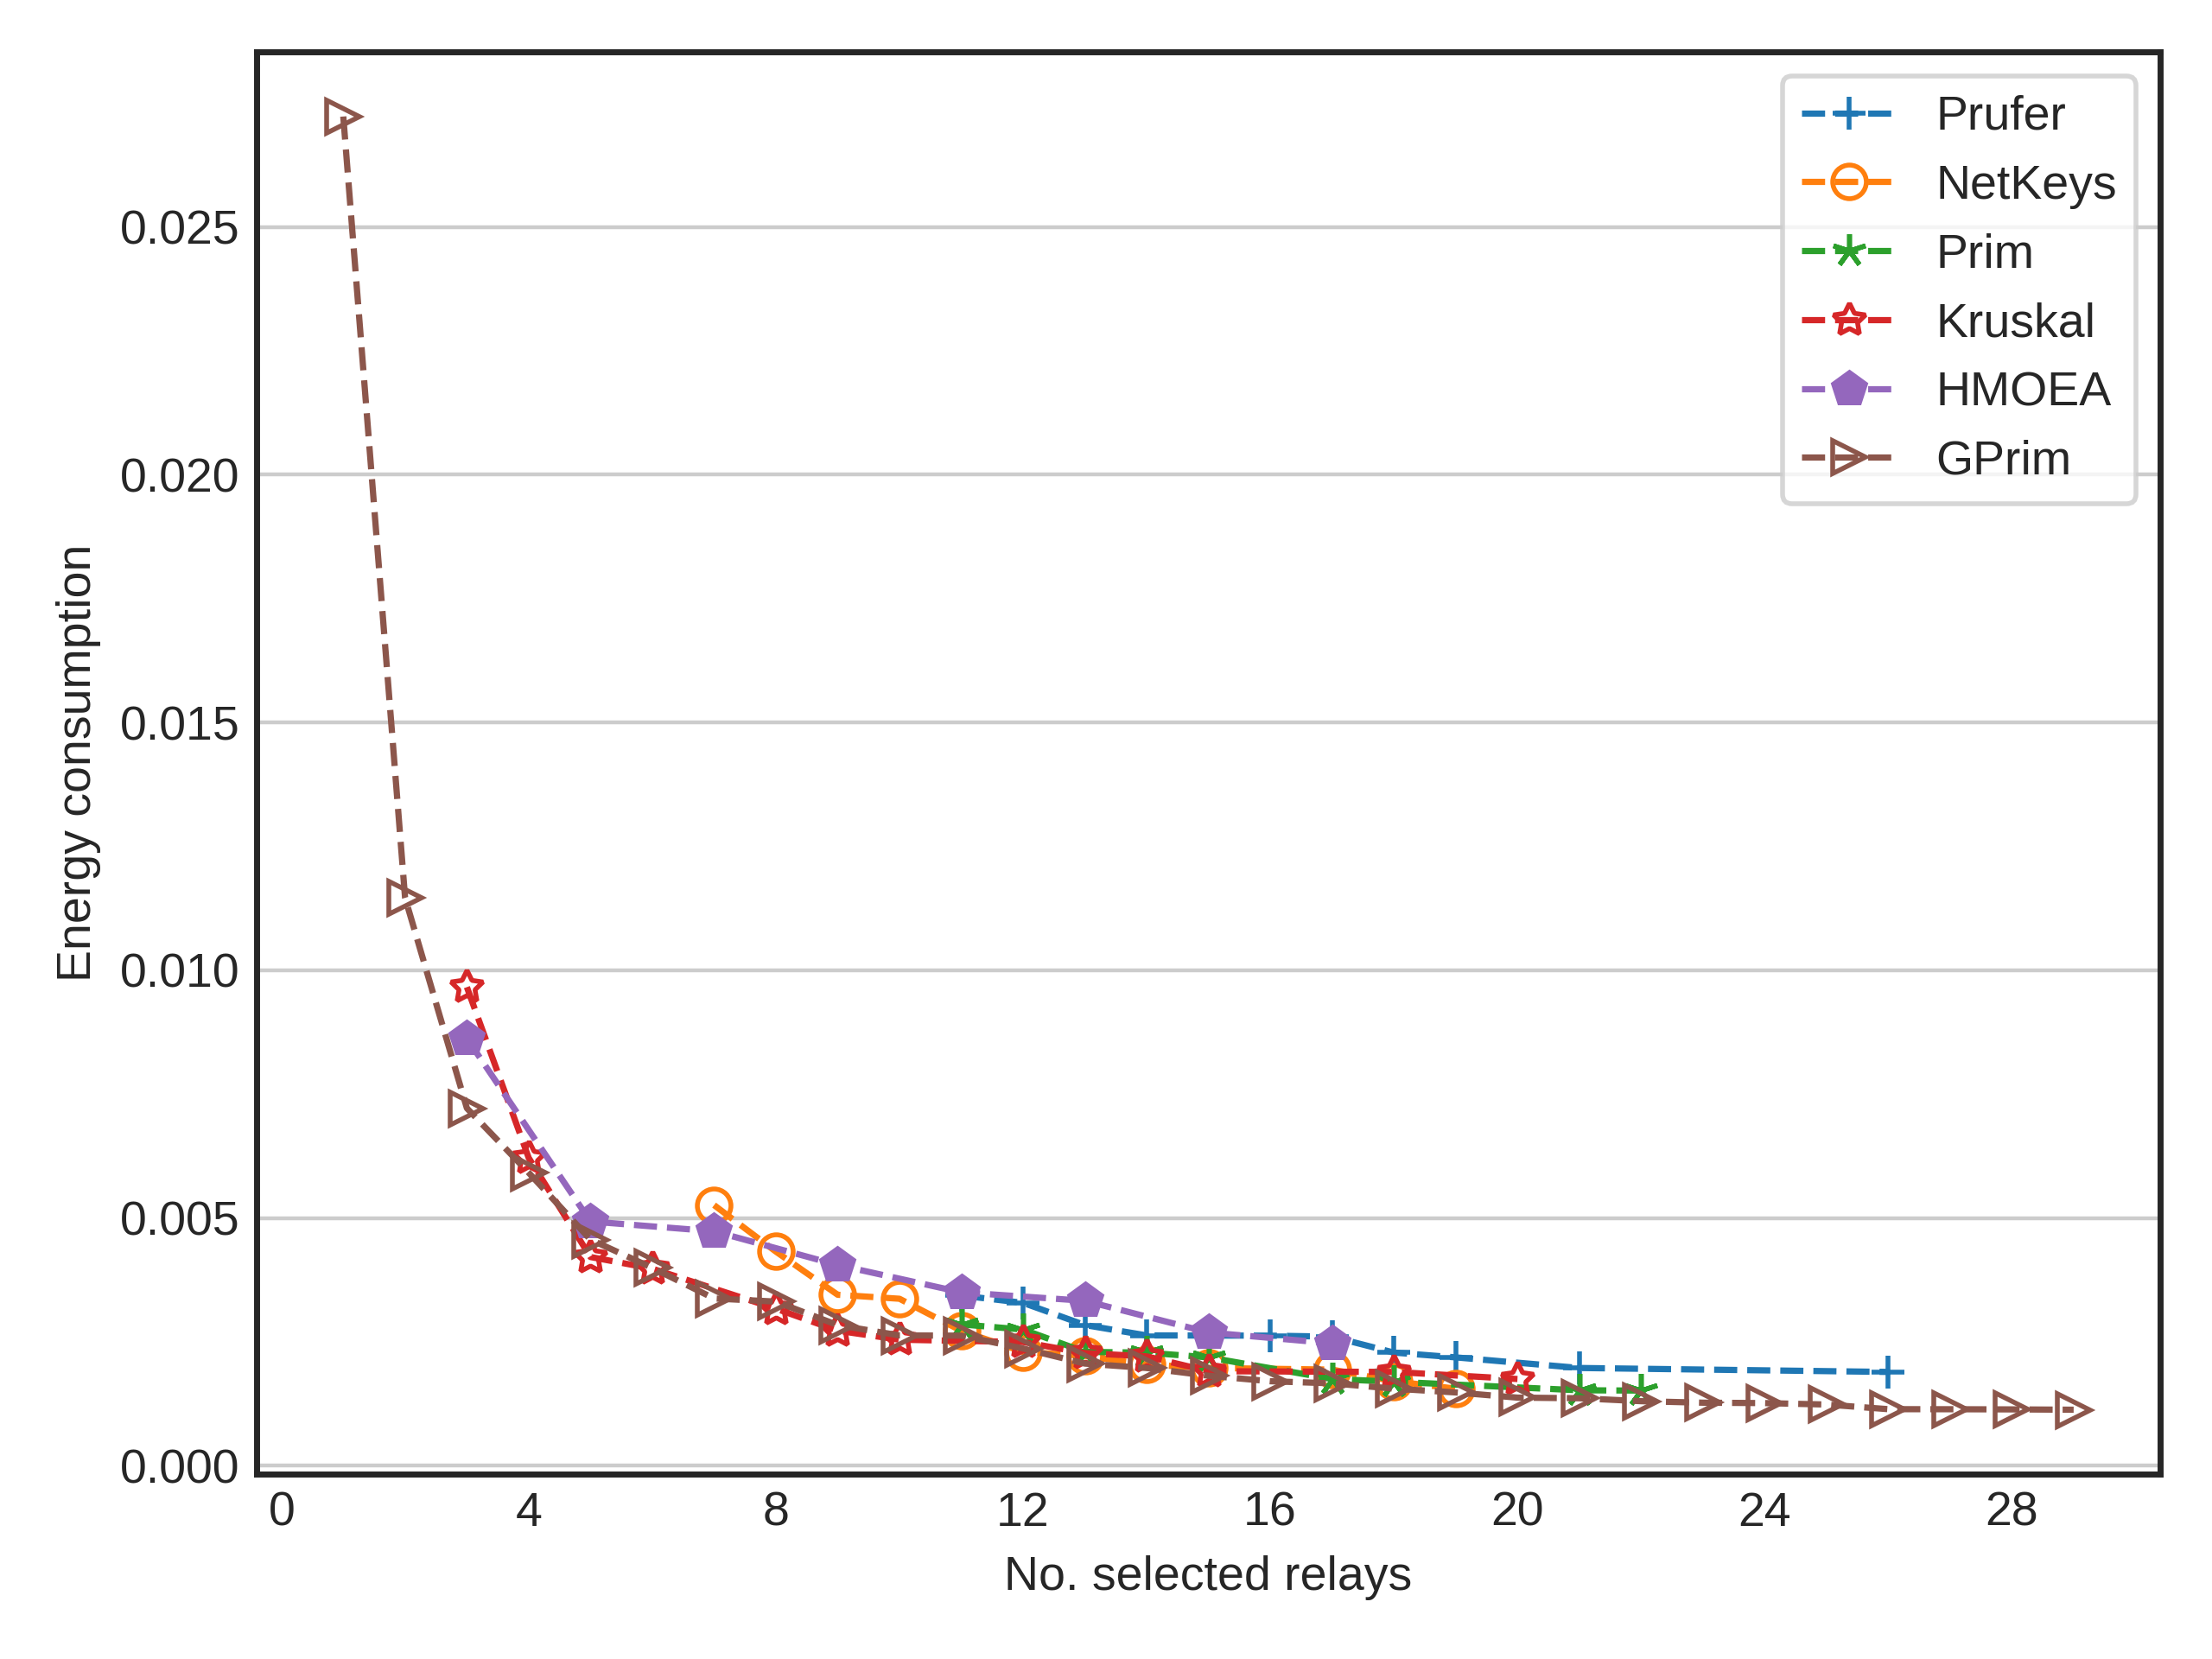 Prufer
NetKeys
Prim
Kruskal
HMOEA
GPrim
Energy consumption
0.025
0.020
0.015
0.010
0.005
0.000
0 4 8 12 16 20 24 28
No. selected relays